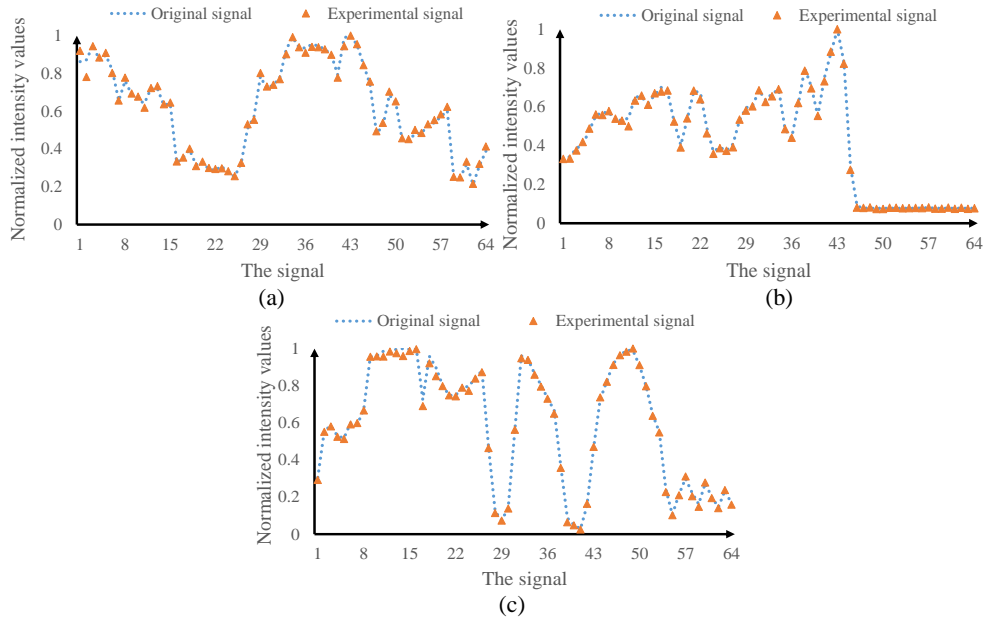 Original signal Experimental signal
Normalized intensity values
1
0.8
0.6
0.4
0.2
0
1 8 15 22 29 36 43 50 57 64
The signal
(a)
Original signal Experimental signal
Normalized intensity values
1
0.8
0.6
0.4
0.2
0
1 8 15 22 29 36 43 50 57 64
The signal
(b)
Original signal Experimental signal
Normalized intensity values
1
0.8
0.6
0.4
0.2
0
1 8 15 22 29 36 43 50 57 64
The signal
(c)